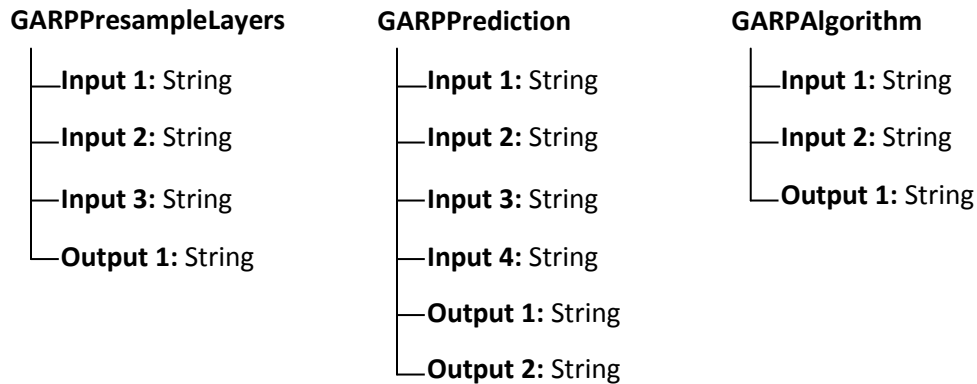 GARPPresampleLayers
Input 1: String
Input 2: String
Input 3: String
Output 1: String
GARPPrediction
Input 1: String
Input 2: String
Input 3: String
Input 4: String
Output 1: String
Output 2: String
GARPAlgorithm
Input 1: String
Input 2: String
Output 1: String